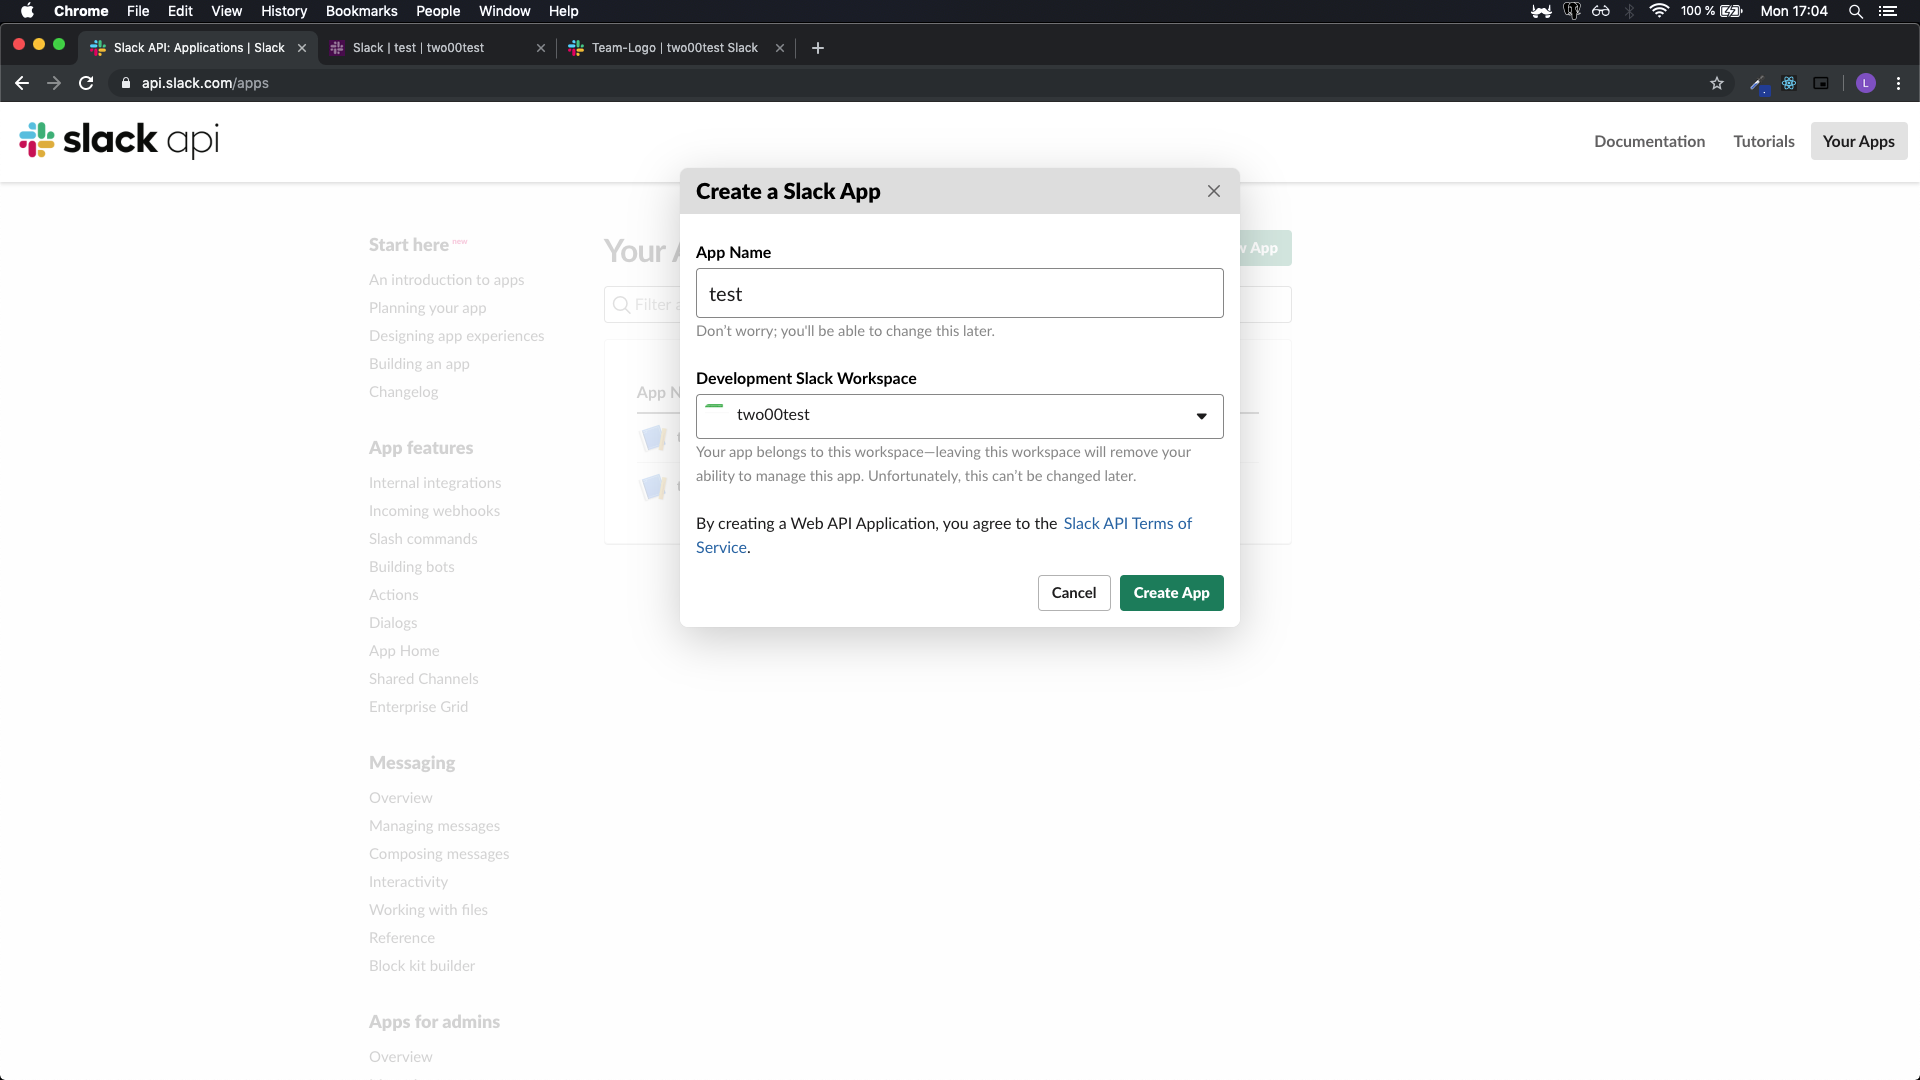 Chrome File Edit View History Bookmarks People Window Help 100 % Mon 17:04
Slack API: Applications | Slack Slack | test | two00test Team-Logo | two00test Slack
api.slack.com/apps L
slack api Documentation Tutorials Your Apps
Create a Slack App
Start here new
An introduction to apps
Planning your app
Designing app experiences
Building an app
Changelog
App features
Internal integrations
Incoming webhooks
Slash commands
Building bots
Actions
Dialogs
App Home
Shared Channels
Enterprise Grid
Messaging
Overview
Managing messages
Composing messages
Interactivity
Working with files
Reference
Block kit builder
Apps for admins
Overview
Your A
App
Filter a
App N
App Name
test
Don't worry; you'll be able to change this later.
Development Slack Workspace
two00test
Your app belongs to this workspace—leaving this workspace will remove your
ability to manage this app. Unfortunately, this can't be changed later.
By creating a Web API Application, you agree to the Slack API Terms of
Service.
Cancel Create App